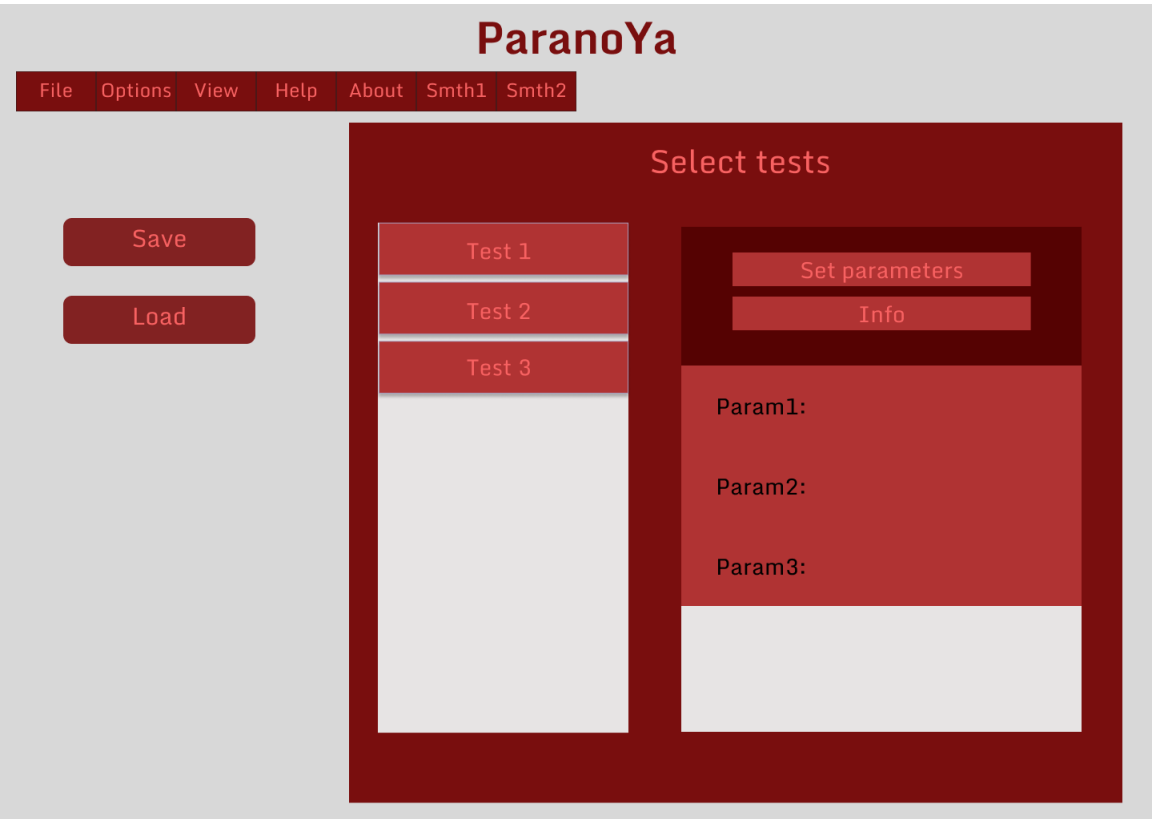 ParanoYa
File Options View Help About Smth1 Smth2
Select tests
Save
Load
Test 1
Test 2
Test 3
Set parameters
Info
Param1:
Param2:
Param3: